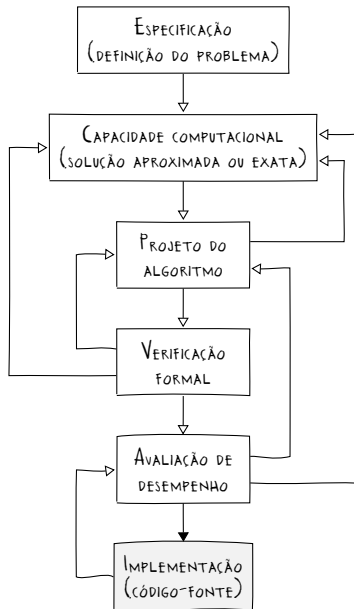 Especificação
(definição do problema)
Capacidade computacional
(solução aproximada ou exata)
Projeto do
algoritmo
Verificação
formal
Avaliação de
desempenho
Implementação
(código-fonte)